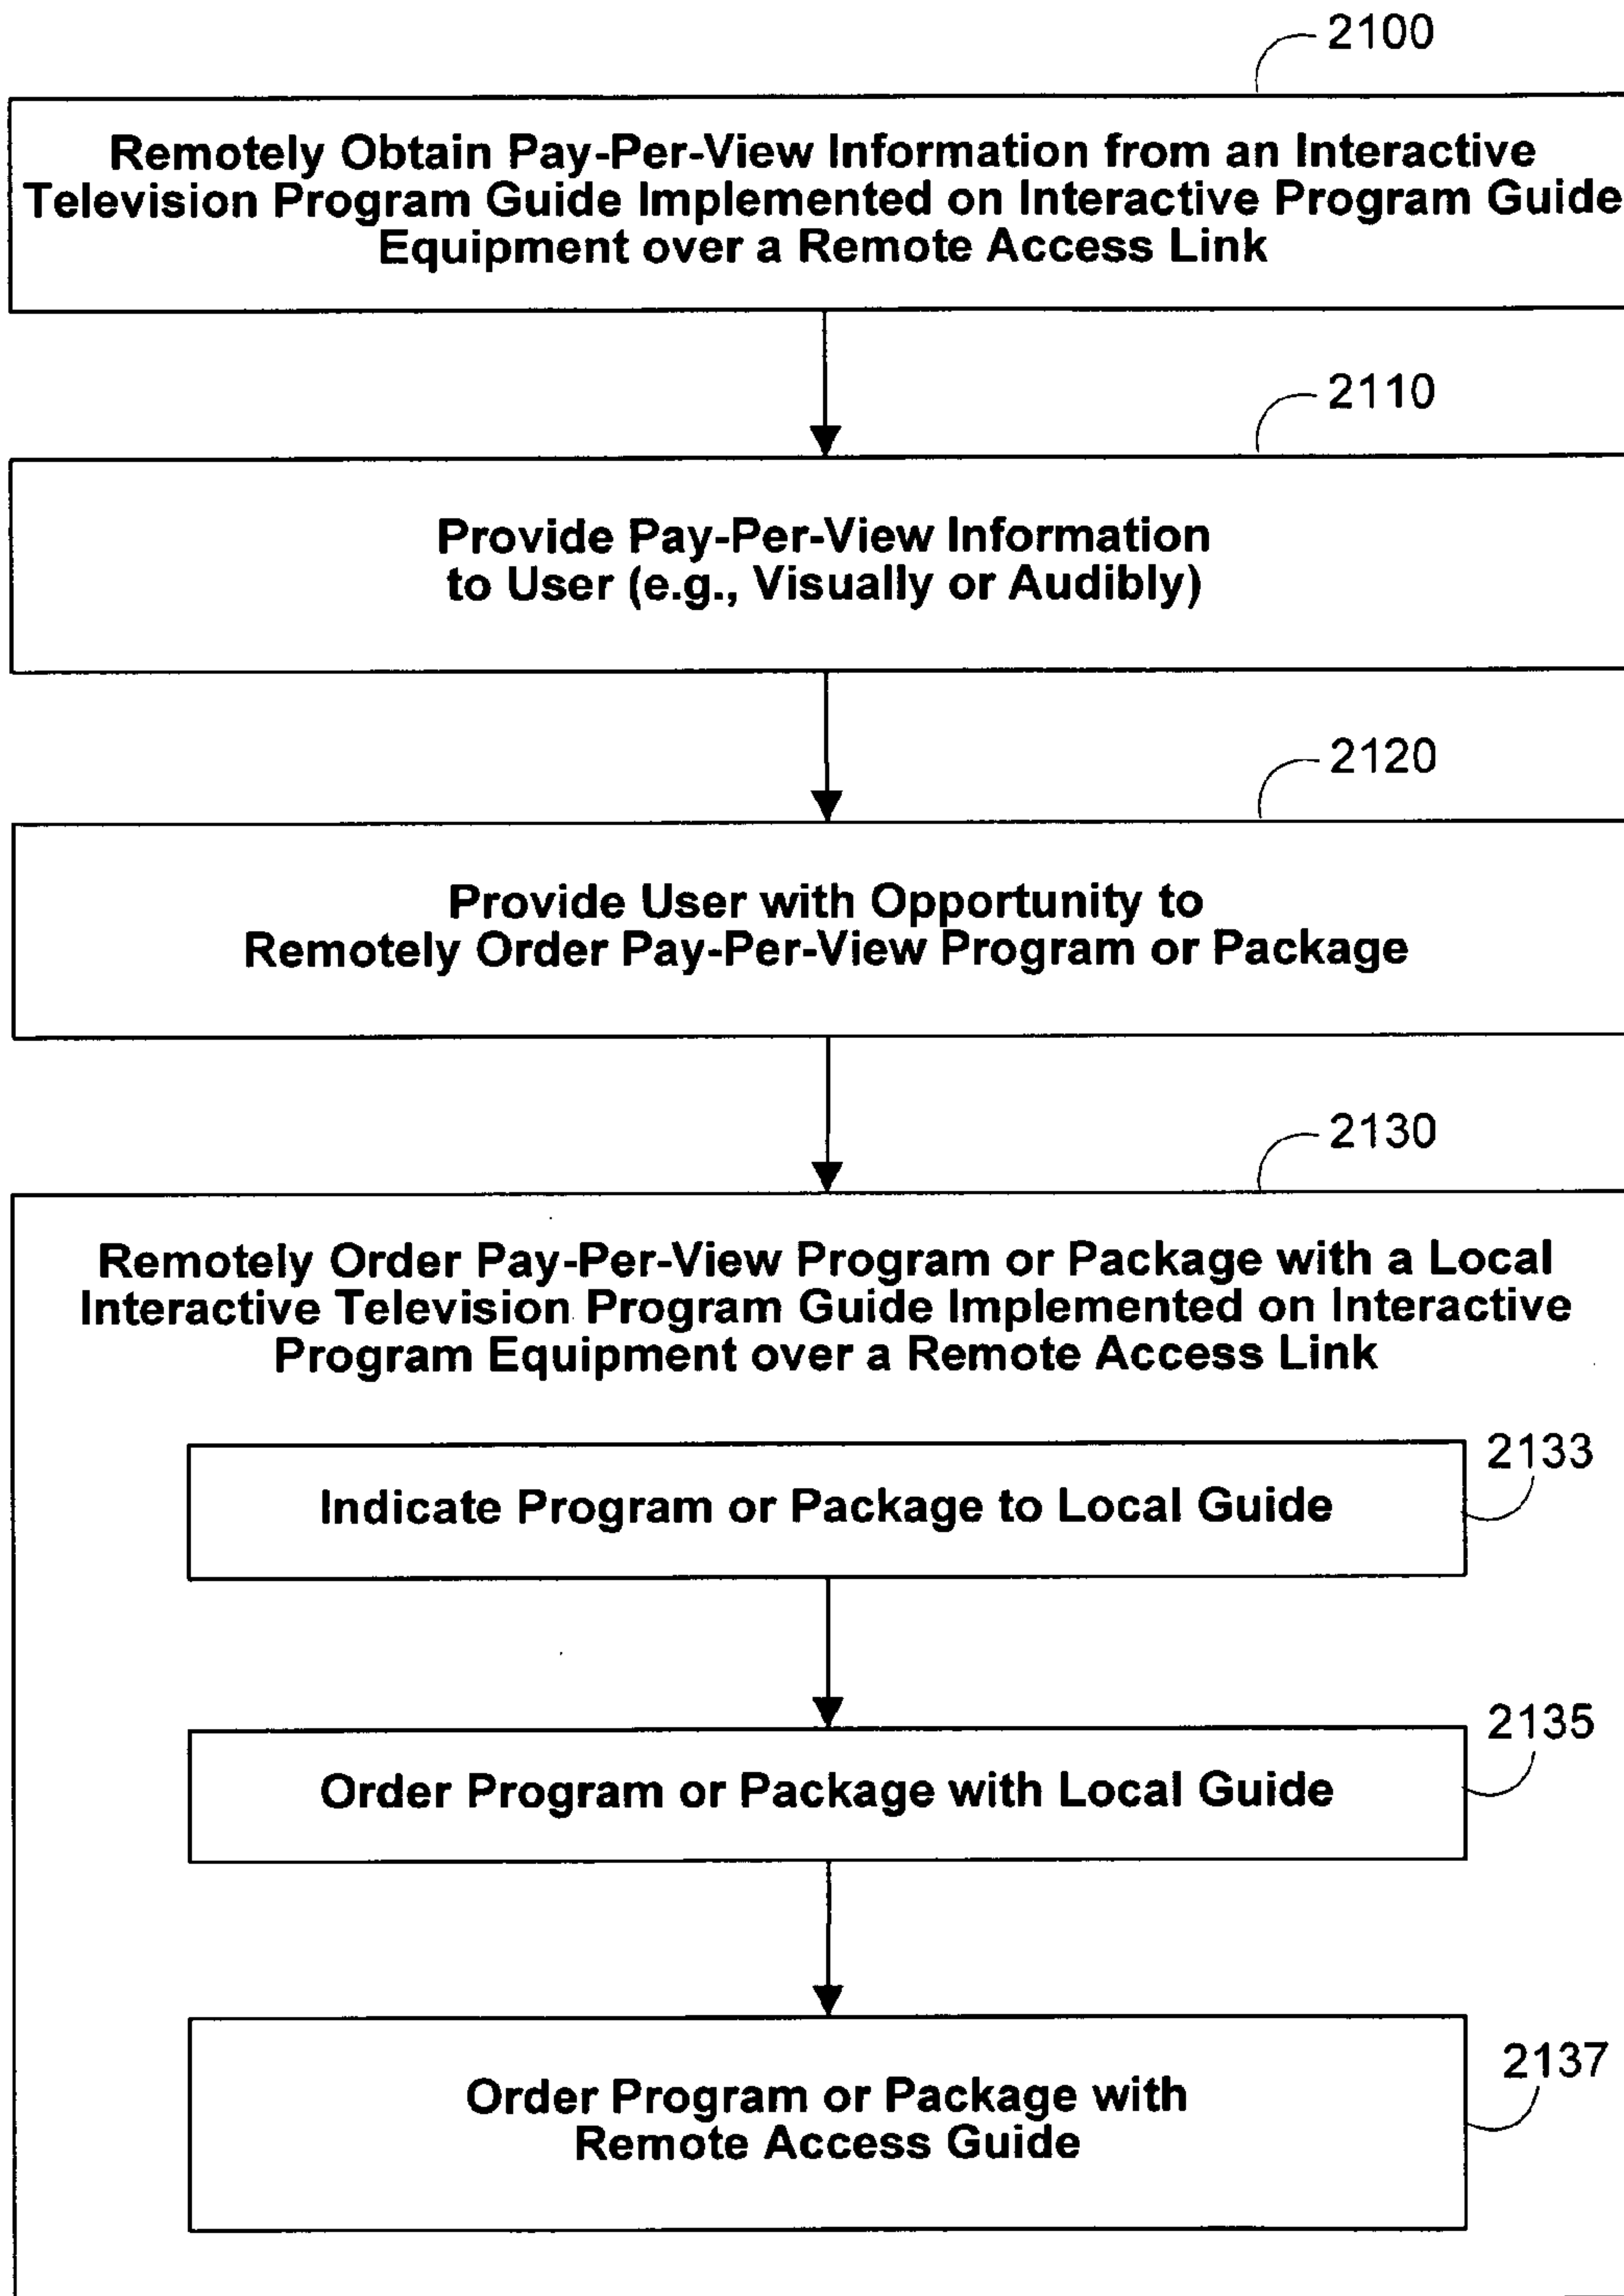 2100
Remotely Obtain Pay-Per-View Information from an Interactive
Television Program Guide Implemented on Interactive Program Guide
Equipment over a Remote Access Link
2110
Provide Pay-Per-View Information
to User (e.g., Visually or Audibly)
2120
Provide User with Opportunity to
Remotely Order Pay-Per-View Program or Package
2130
Remotely Order Pay-Per-View Program or Package with a Local
Interactive Television Program Guide Implemented on Interactive
Program Equipment over a Remote Access Link
2133
Indicate Program or Package to Local Guide
2135
Order Program or Package with Local Guide
2137
Order Program or Package with
Remote Access Guide